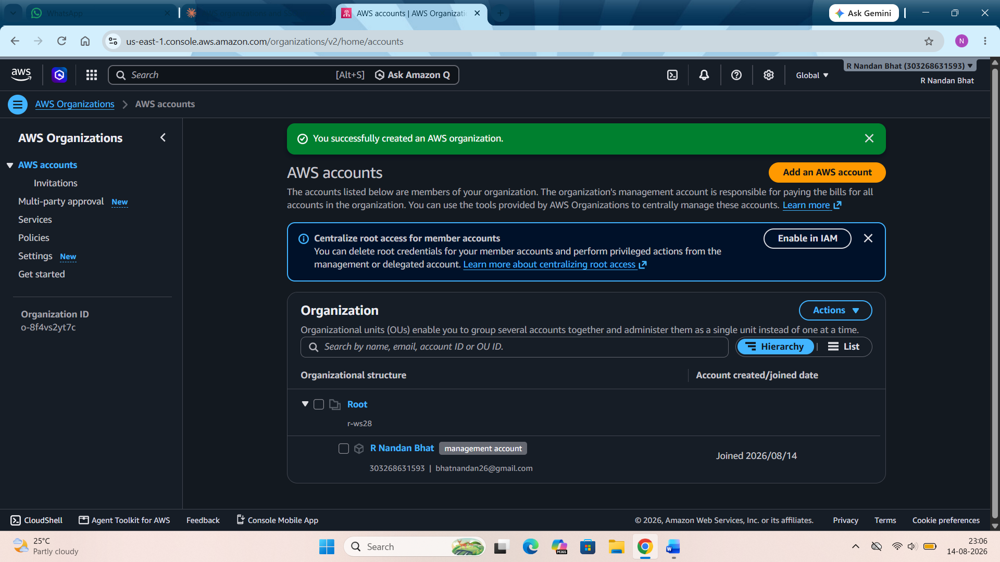 WhatsApp
AWS accounts | AWS Organizati
Ask Gemini
us-east-1.console.aws.amazon.com/organizations/v2/home/accounts
N
aws
Search
[Alt+S]
Ask Amazon Q
Global
R Nandan Bhat (303268631593)
R Nandan Bhat
AWS Organizations
AWS accounts
AWS Organizations
AWS accounts
Invitations
Multi-party approval New
Services
Policies
Settings New
Get started
Organization ID
o-8f4vs2yt7c
You successfully created an AWS organization.
AWS accounts
Add an AWS account
The accounts listed below are members of your organization. The organization's management account is responsible for paying the bills for all
accounts in the organization. You can use the tools provided by AWS Organizations to centrally manage these accounts. Learn more
Centralize root access for member accounts
You can delete root credentials for your member accounts and perform privileged actions from the
management or delegated account. Learn more about centralizing root access
Enable in IAM
Organization
Actions
Organizational units (OUs) enable you to group several accounts together and administer them as a single unit instead of one at a time.
Search by name, email, account ID or OU ID.
Hierarchy
List
Organizational structure
Account created/joined date
Root
r-ws28
R Nandan Bhat management account
303268631593 | bhatnandan26@gmail.com
Joined 2026/08/14
CloudShell
Agent Toolkit for AWS
Feedback
Console Mobile App
© 2026, Amazon Web Services, Inc. or its affiliates.
Privacy
Terms
Cookie preferences
25°C
Partly cloudy
Search
M365
W
23:06
14-08-2026